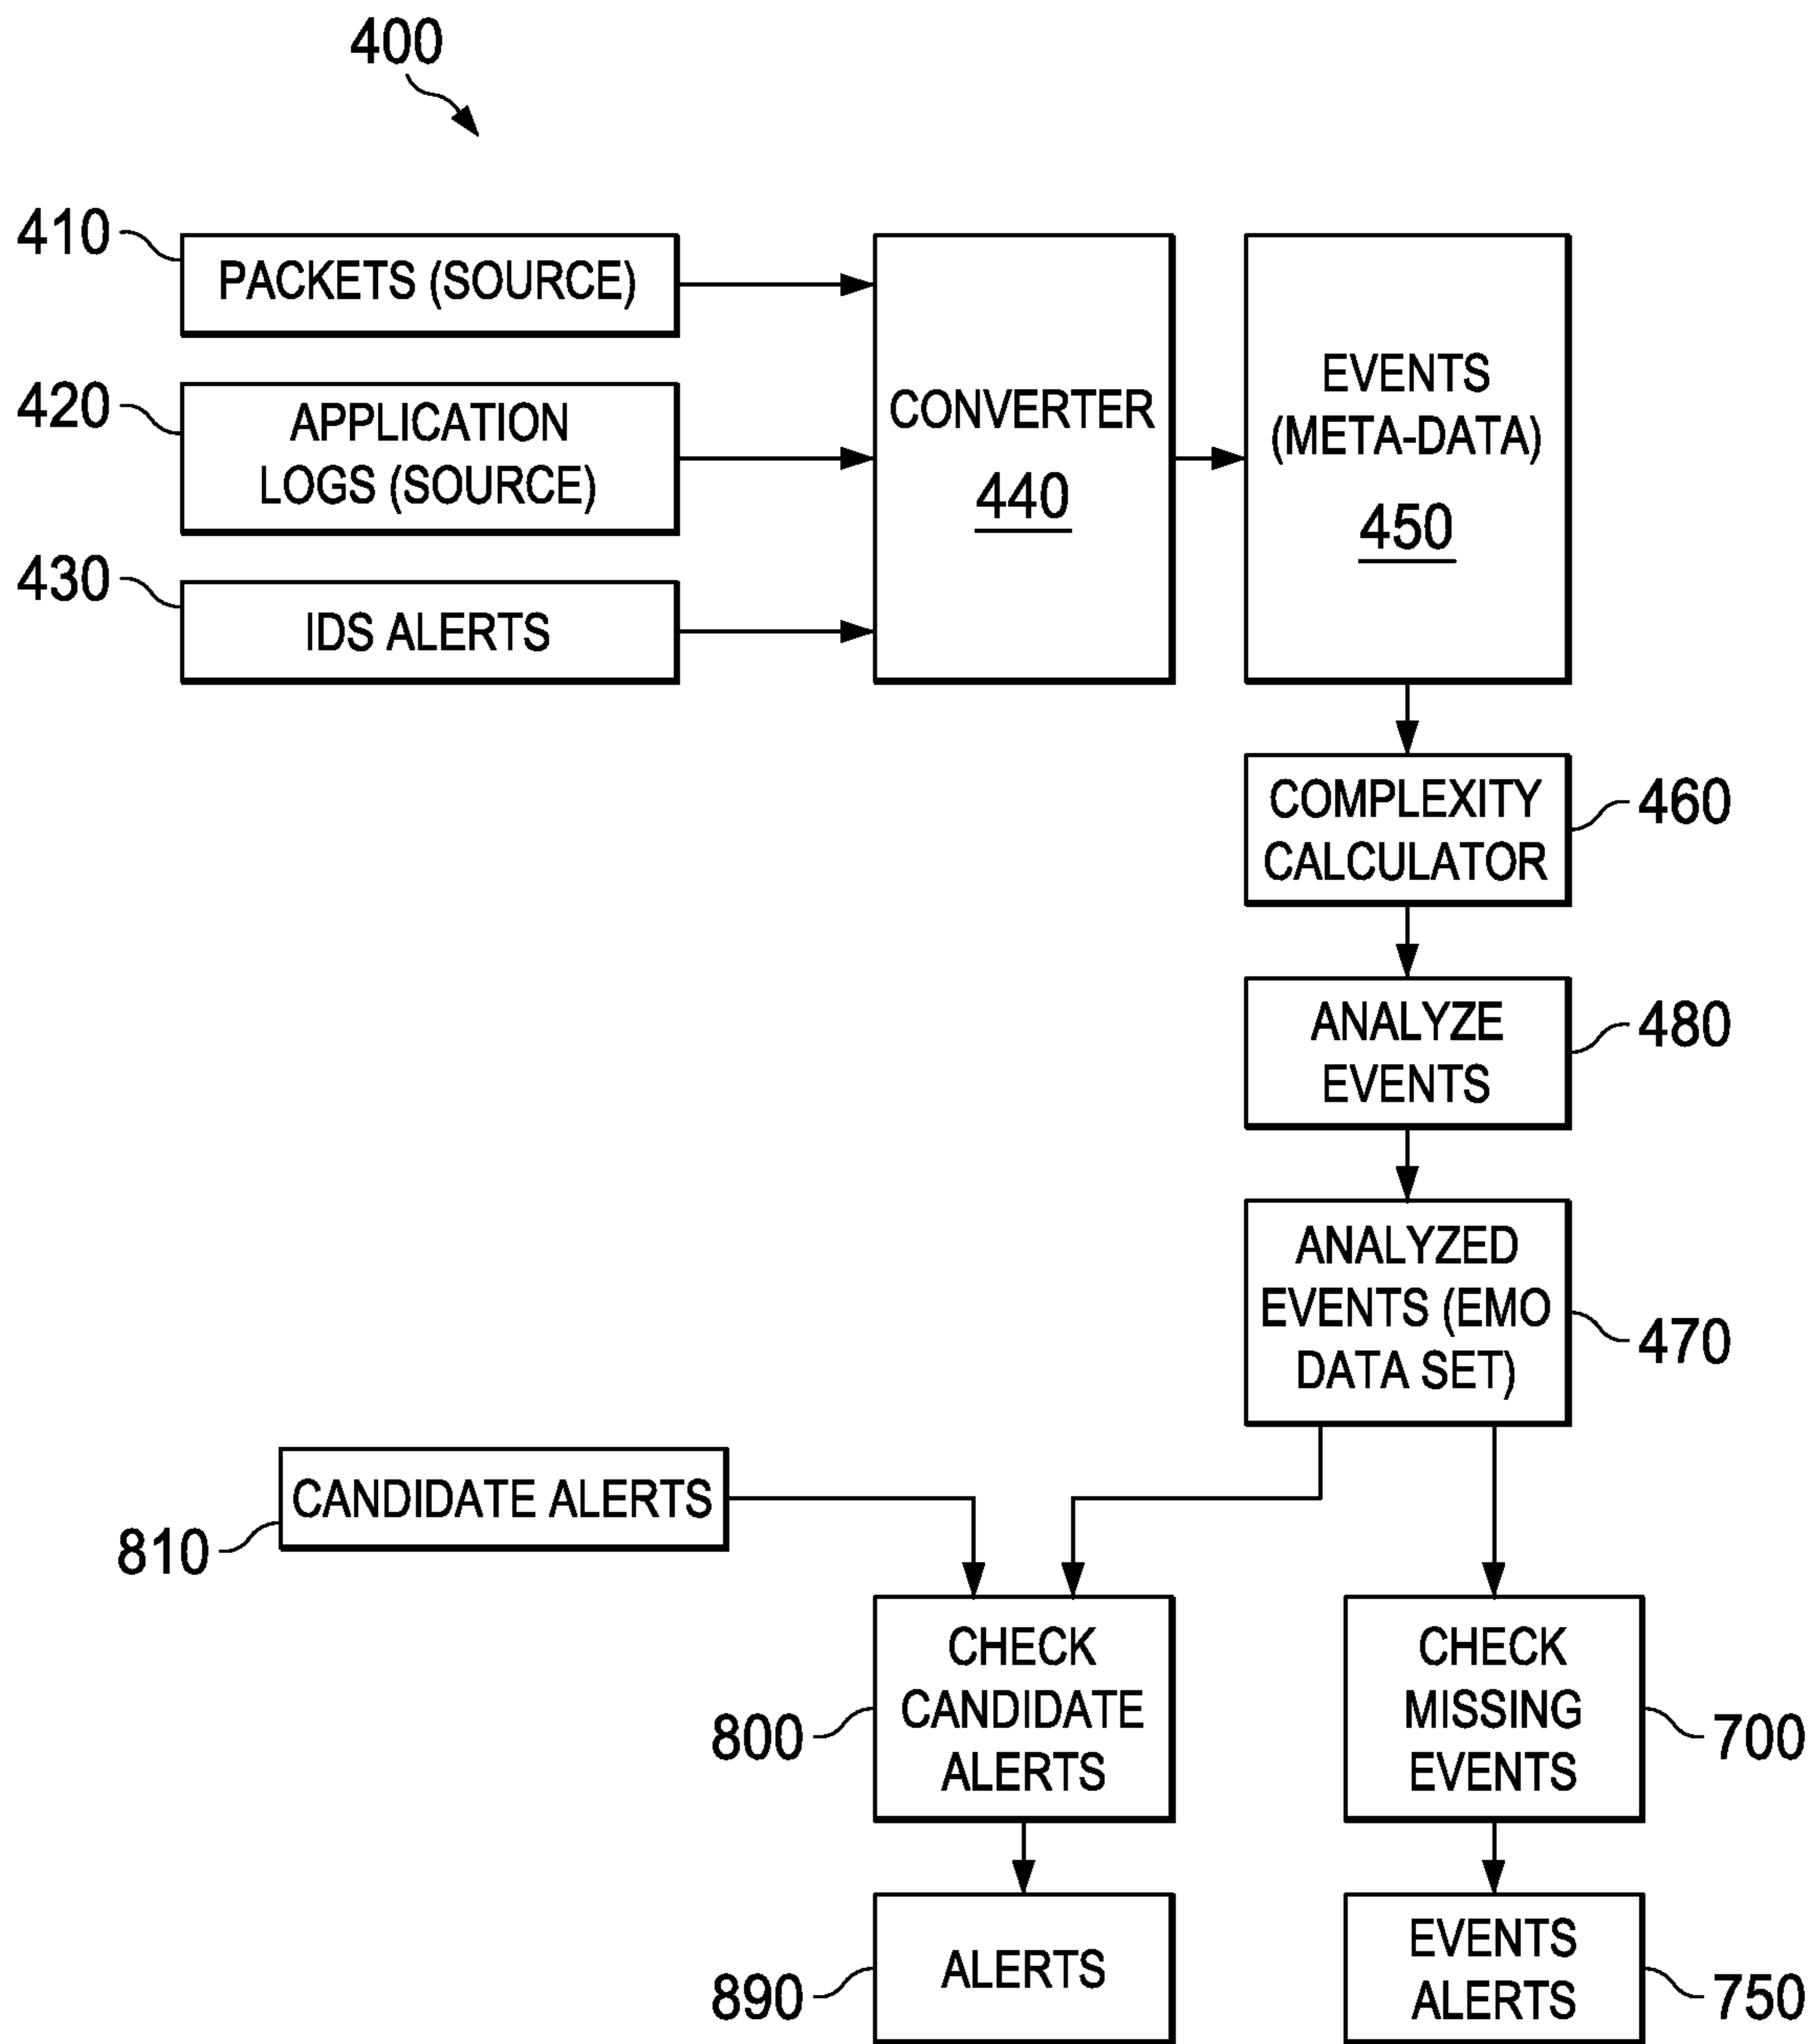 400
410
PACKETS (SOURCE)
420
APPLICATION
LOGS (SOURCE)
430
IDS ALERTS
CONVERTER
440
EVENTS
(META-DATA)
450
COMPLEXITY
CALCULATOR
460
ANALYZE
EVENTS
480
ANALYZED
EVENTS (EMO
DATA SET)
470
CANDIDATE ALERTS
810
CHECK
CANDIDATE
ALERTS
800
CHECK
MISSING
EVENTS
700
ALERTS
890
EVENTS
ALERTS
750